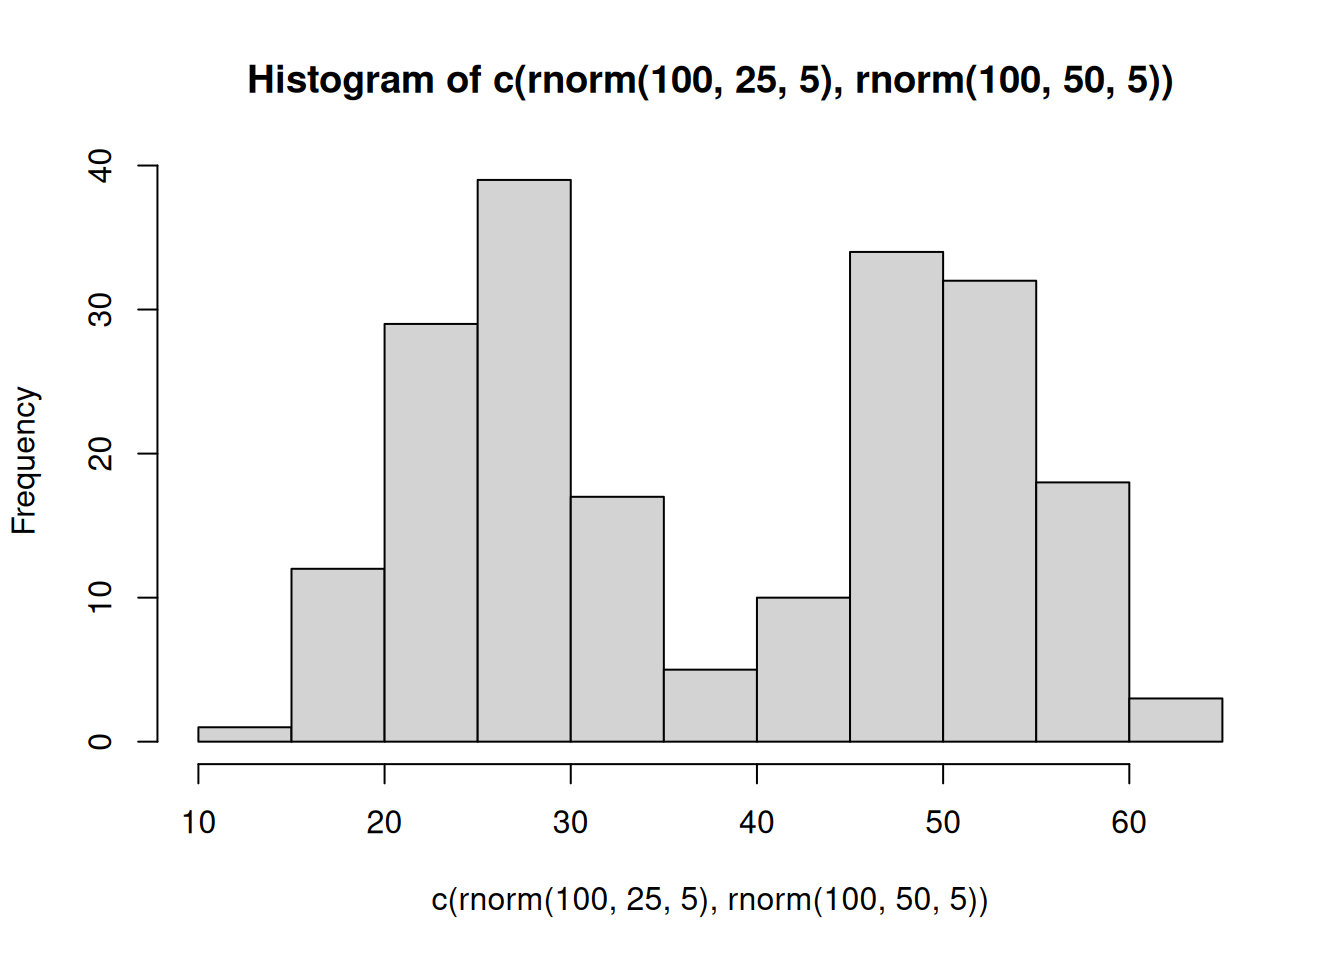 Histogram of c(rnorm(100, 25, 5), rnorm(100, 50, 5))
40
30
20
10
0
Frequency
10 20 30 40 50 60
c(rnorm(100, 25, 5), rnorm(100, 50, 5))